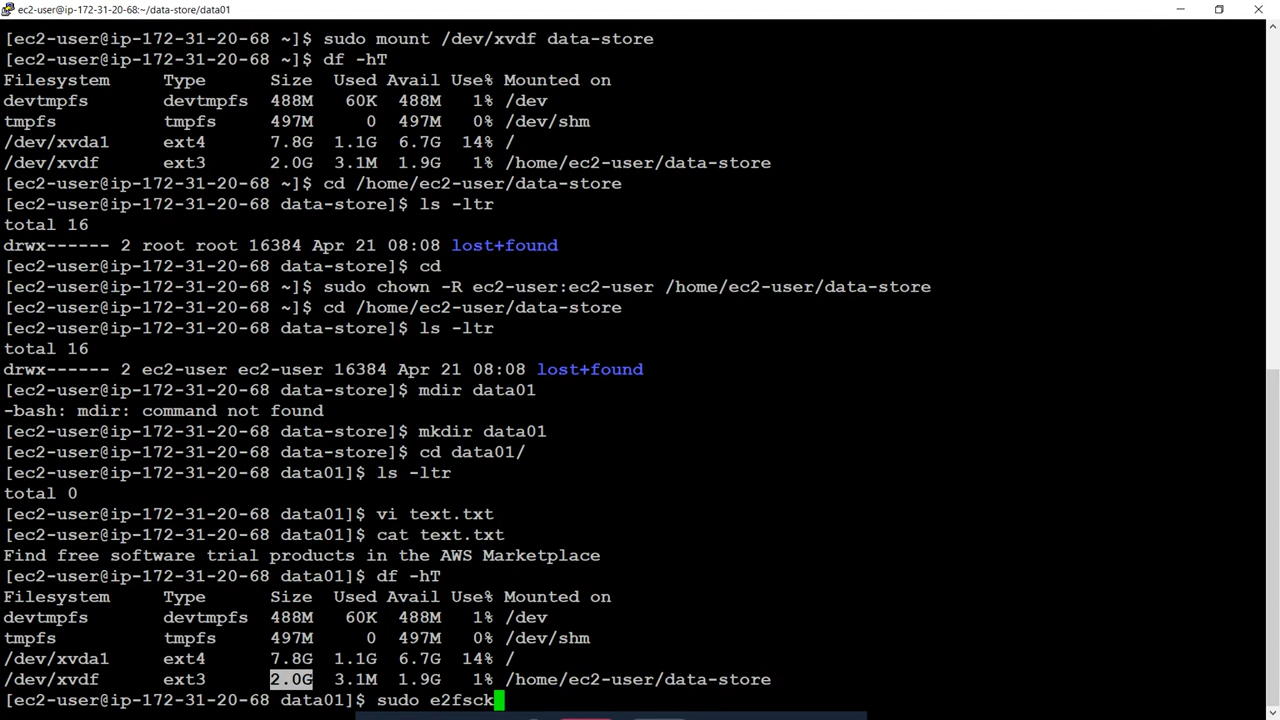 ec2-user@ip-172-31-20-68:~/data-store/data01
[ec2-user@ip-172-31-20-68 ~]$ sudo mount /dev/xvdf data-store
[ec2-user@ip-172-31-20-68 ~]$ df -hT
Filesystem     Type      Size  Used Avail Use% Mounted on
devtmpfs       devtmpfs  488M   60K  488M   1% /dev
tmpfs          tmpfs     497M     0  497M   0% /dev/shm
/dev/xvda1     ext4      7.8G  1.1G  6.7G  14% /
/dev/xvdf      ext3      2.0G  3.1M  1.9G   1% /home/ec2-user/data-store
[ec2-user@ip-172-31-20-68 ~]$ cd /home/ec2-user/data-store
[ec2-user@ip-172-31-20-68 data-store]$ ls -ltr
total 16
drwx------ 2 root root 16384 Apr 21 08:08 lost+found
[ec2-user@ip-172-31-20-68 data-store]$ cd
[ec2-user@ip-172-31-20-68 ~]$ sudo chown -R ec2-user:ec2-user /home/ec2-user/data-store
[ec2-user@ip-172-31-20-68 ~]$ cd /home/ec2-user/data-store
[ec2-user@ip-172-31-20-68 data-store]$ ls -ltr
total 16
drwx------ 2 ec2-user ec2-user 16384 Apr 21 08:08 lost+found
[ec2-user@ip-172-31-20-68 data-store]$ mdir data01
-bash: mdir: command not found
[ec2-user@ip-172-31-20-68 data-store]$ mkdir data01
[ec2-user@ip-172-31-20-68 data-store]$ cd data01/
[ec2-user@ip-172-31-20-68 data01]$ ls -ltr
total 0
[ec2-user@ip-172-31-20-68 data01]$ vi text.txt
[ec2-user@ip-172-31-20-68 data01]$ cat text.txt
Find free software trial products in the AWS Marketplace
[ec2-user@ip-172-31-20-68 data01]$ df -hT
Filesystem     Type      Size  Used Avail Use% Mounted on
devtmpfs       devtmpfs  488M   60K  488M   1% /dev
tmpfs          tmpfs     497M     0  497M   0% /dev/shm
/dev/xvda1     ext4      7.8G  1.1G  6.7G  14% /
/dev/xvdf      ext3      2.0G  3.1M  1.9G   1% /home/ec2-user/data-store
[ec2-user@ip-172-31-20-68 data01]$ sudo e2fsck